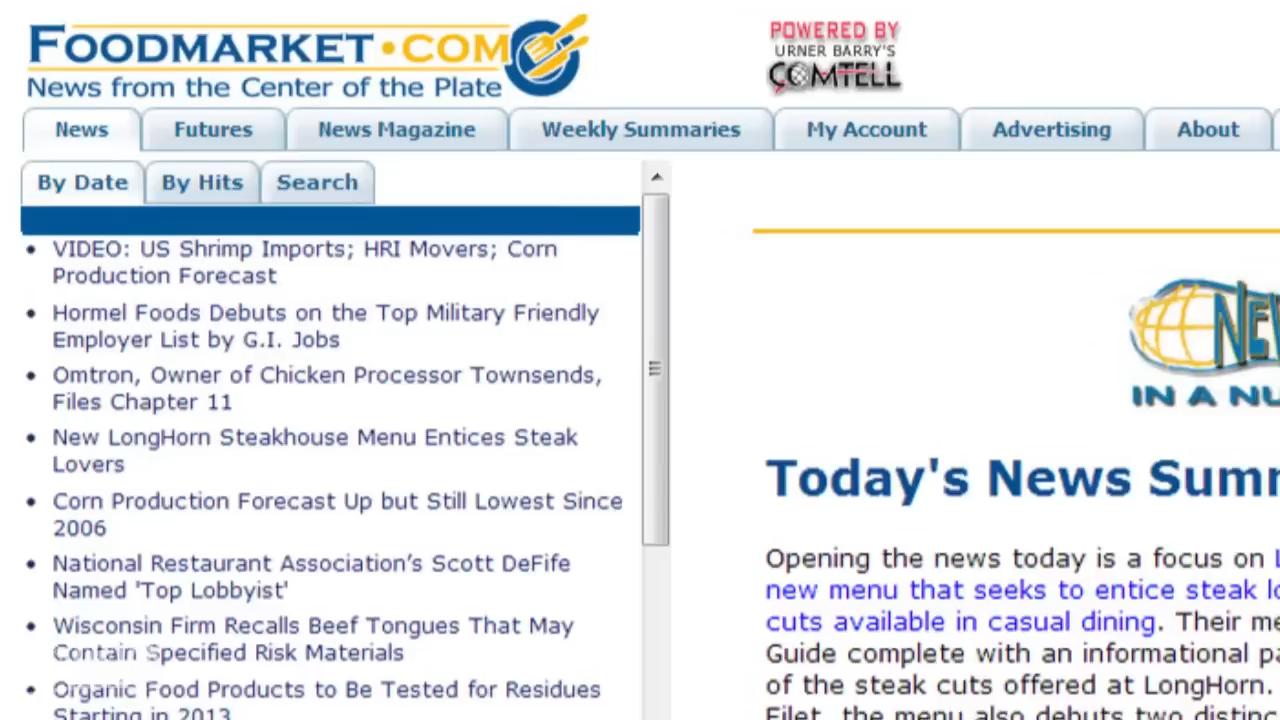 FOODMARKET•COM
News from the Center of the Plate
POWERED BY
URNER BARRY'S
COMTELL
News
Futures
News Magazine
Weekly Summaries
My Account
Advertising
About
By Date
By Hits
Search
• VIDEO: US Shrimp Imports; HRI Movers; Corn
Production Forecast
• Hormel Foods Debuts on the Top Military Friendly
Employer List by G.I. Jobs
• Omtron, Owner of Chicken Processor Townsends,
Files Chapter 11
• New LongHorn Steakhouse Menu Entices Steak
Lovers
• Corn Production Forecast Up but Still Lowest Since
2006
• National Restaurant Association’s Scott DeFife
Named 'Top Lobbyist'
• Wisconsin Firm Recalls Beef Tongues That May
Contain Specified Risk Materials
• Organic Food Products to Be Tested for Residues
Starting in 2013
IN A
Today's News
Opening the news today is a focus on
new menu that seeks to entice steak
cuts available in casual dining. Their
Guide complete with an informational
of the steak cuts offered at LongHorn.
Filet, the menu also debuts two